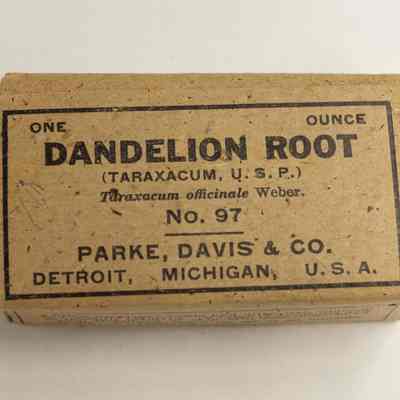 ONE OUNCE
DANDELION ROOT
(TARAXACUM, U. S. P.)
Taraxacum officinale Weber.
No. 97
PARKE, DAVIS & CO.
DETROIT, MICHIGAN, U. S. A.